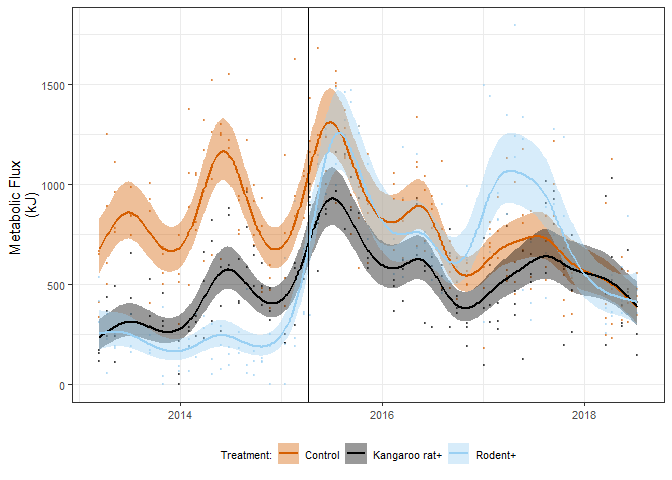 Metabolic Flux
(kJ)
1500
1000
500
0
2014
2016
2018
Treatment:
Control
Kangaroo rat+
Rodent+